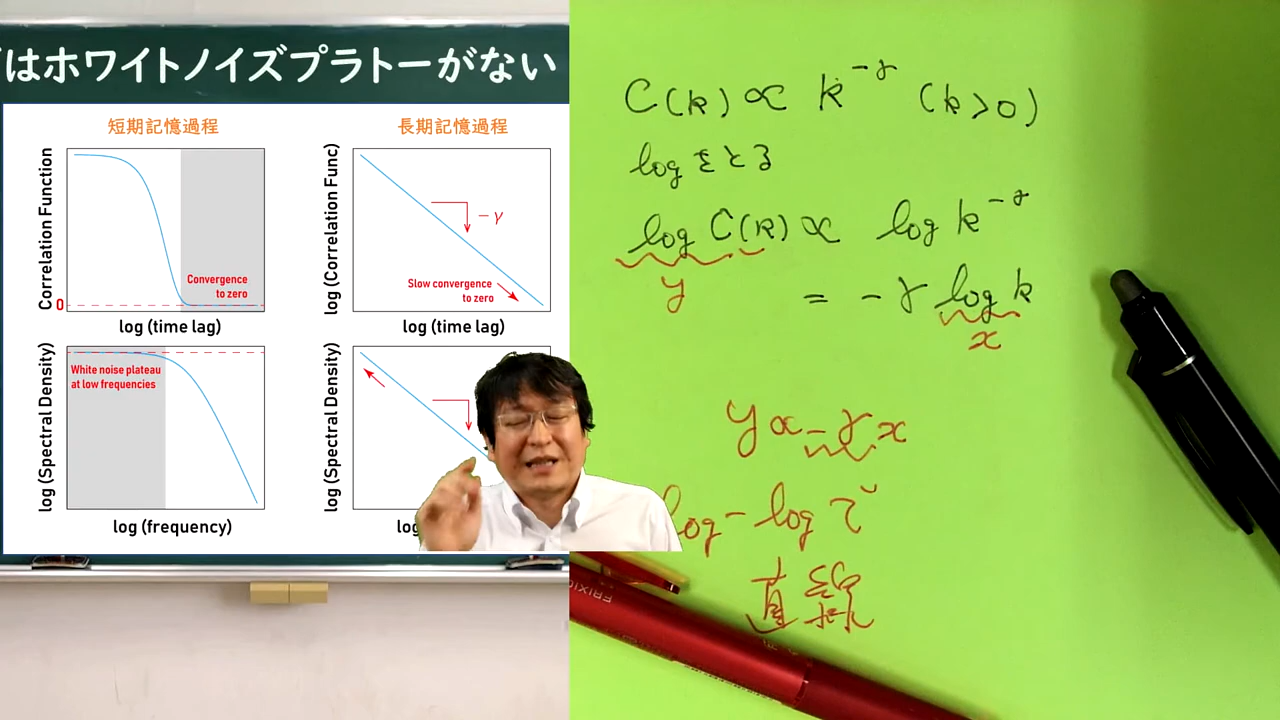 はホワイトノイズプラトーがない
短期記憶過程
Correlation Function
0
Convergence
to zero
log (time lag)
長期記憶過程
log (Correlation Func)
−γ
Slow convergence
to zero
log (time lag)
log (Spectral Density)
White noise plateau
at low frequencies
log (frequency)
log (Spectral Density)
log
C(k) ∝ k^{-γ} (k>0)
logをとる
log C(k) ∝ log k^{-γ}
y
= -γ log k
x
y ∝ -γ x
log-logで
直線
FRIXION